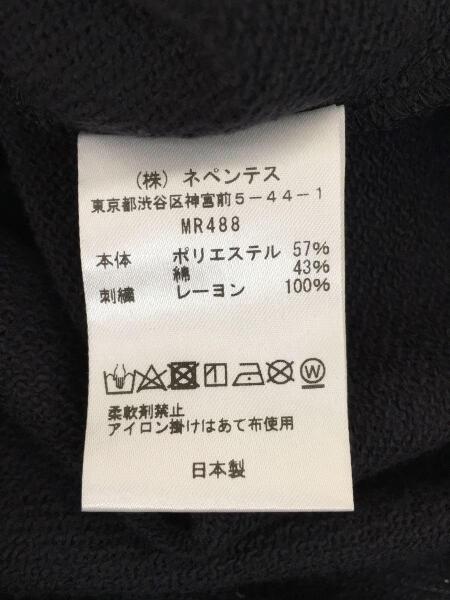 (株) ネペンテス
東京都渋谷区神宮前5-44-1
MR488
本体 ポリエステル 57%
綿 43%
刺繍 レーヨン 100%
W
柔軟剤禁止
アイロン掛けはあて布使用
日本製